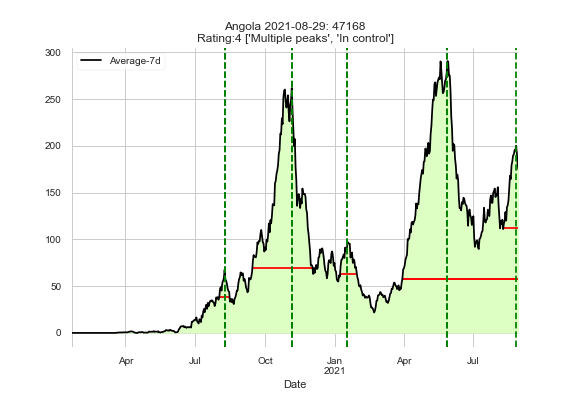 Angola 2021-08-29: 47168
Rating:4 ['Multiple peaks', 'In control']
Average-7d
300
250
200
150
100
50
0
Apr Jul Oct Jan Apr Jul
2021
Date